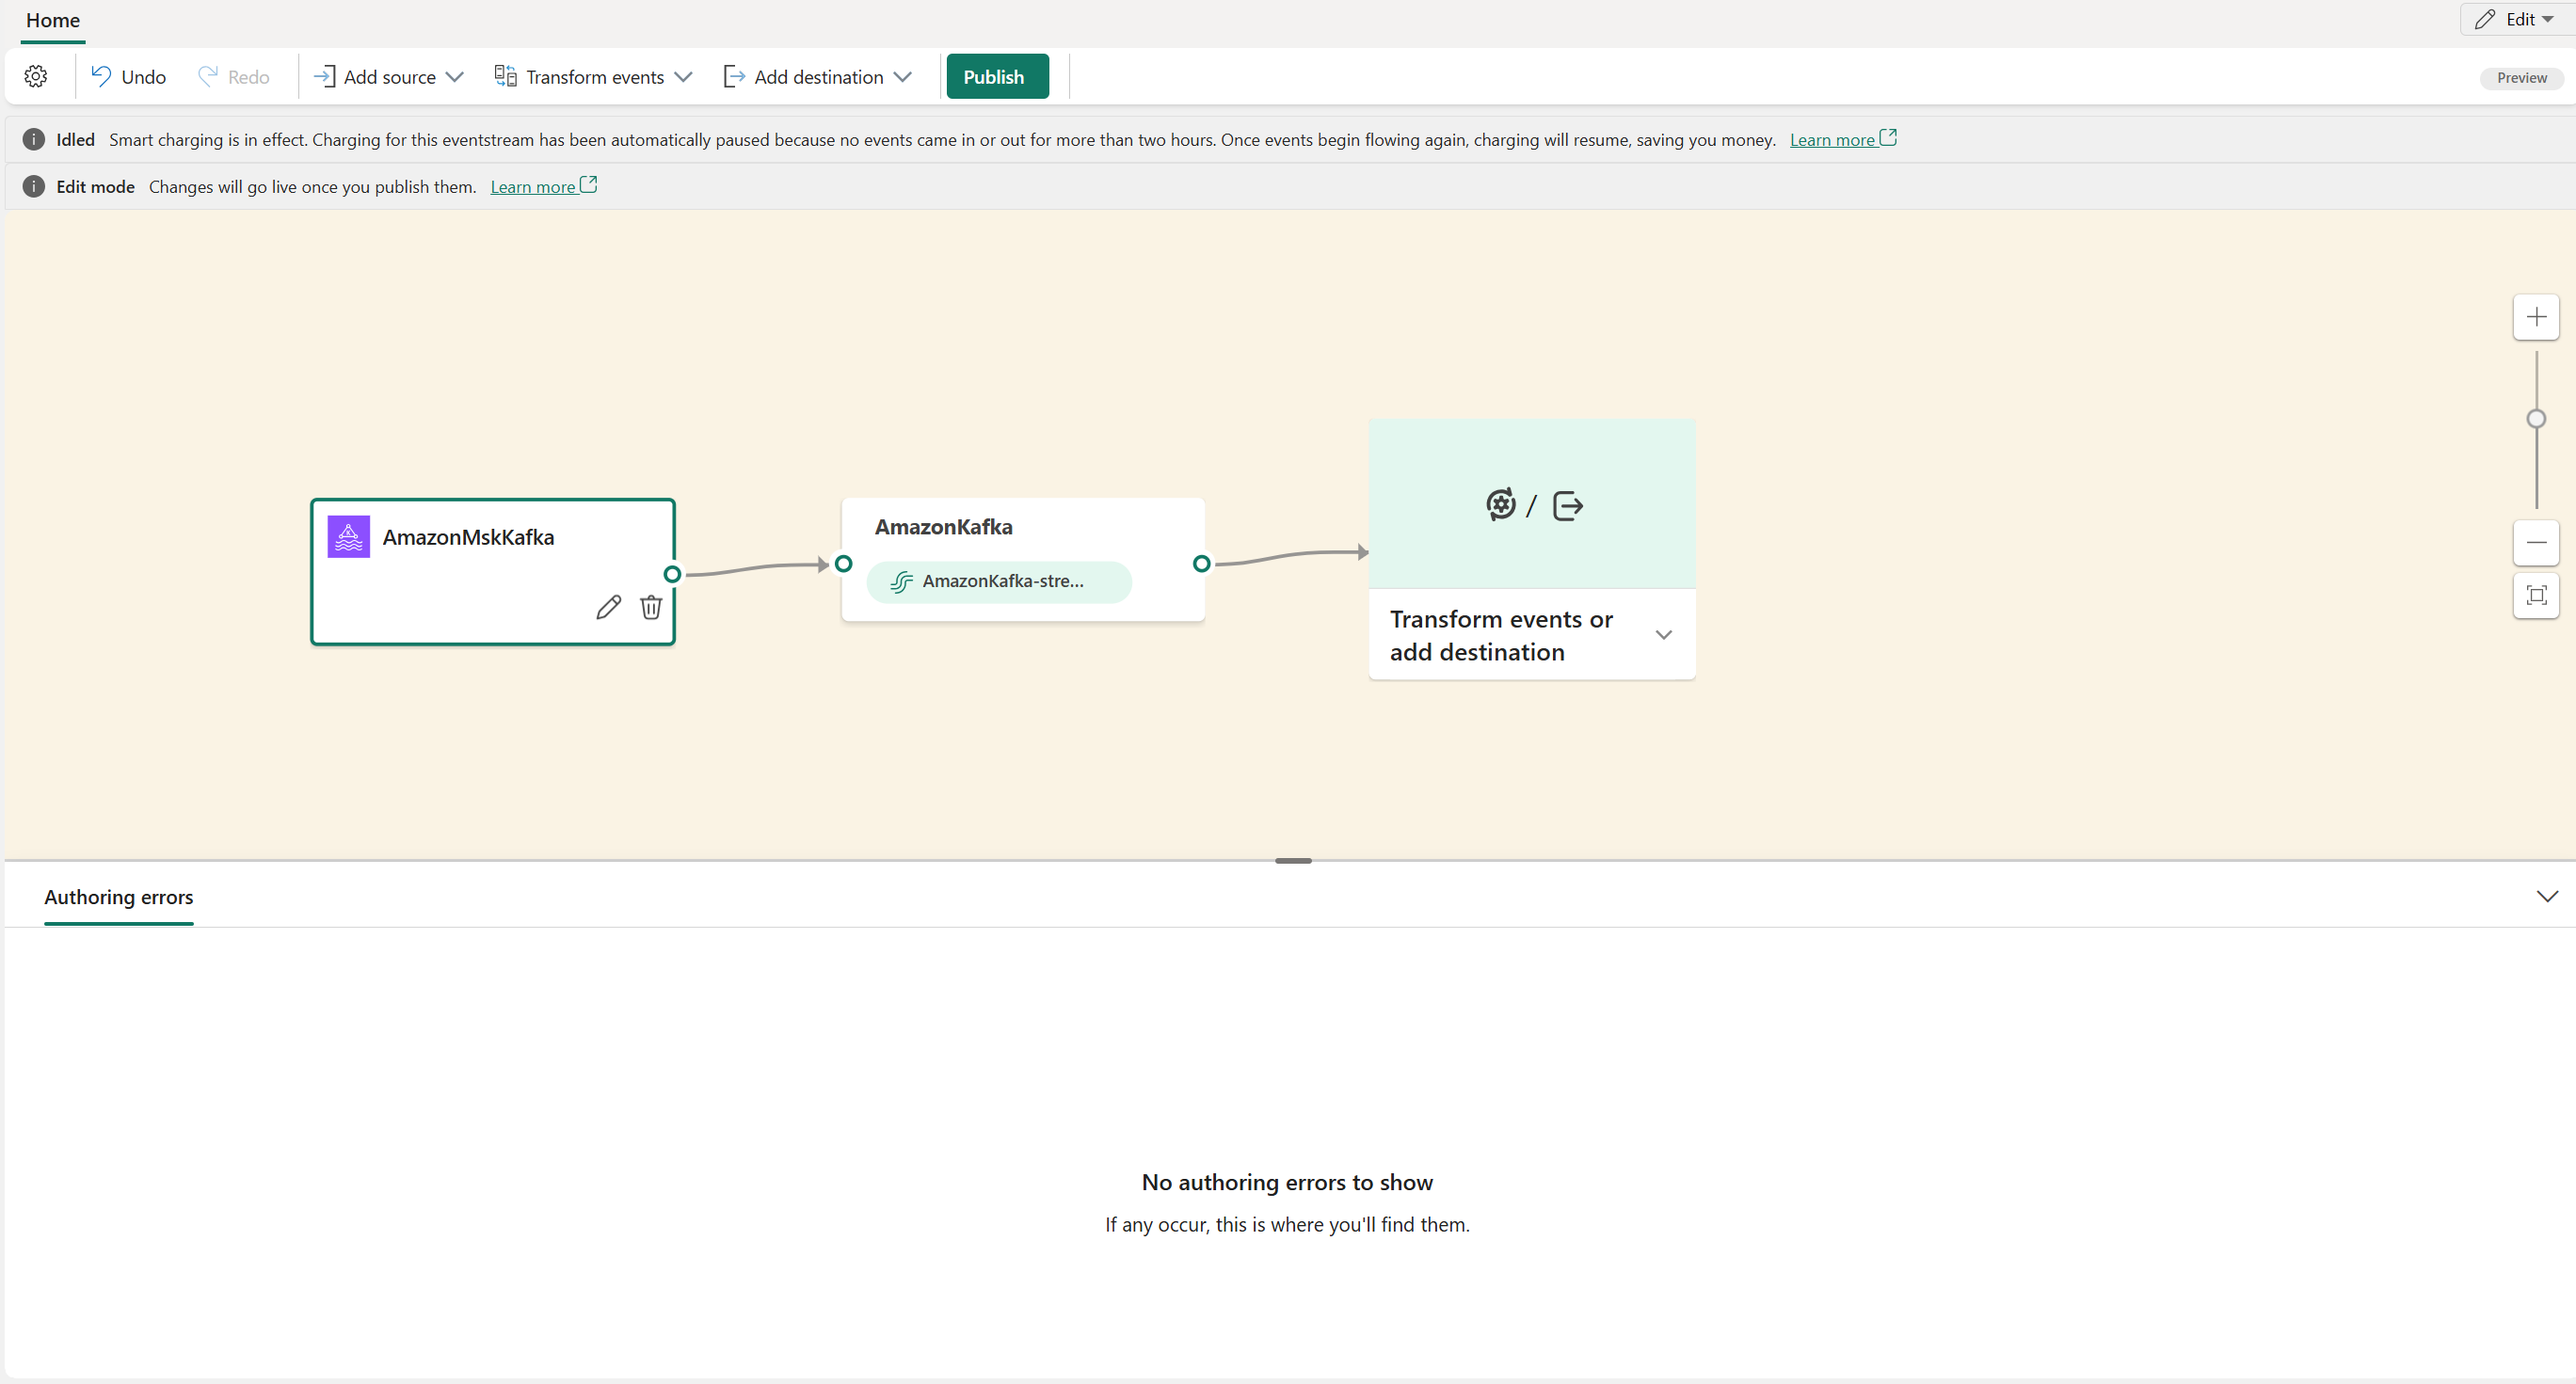 Home
Edit
Undo
Redo
Add source
Transform events
Add destination
Publish
Preview
Idled Smart charging is in effect. Charging for this eventstream has been automatically paused because no events came in or out for more than two hours. Once events begin flowing again, charging will resume, saving you money. Learn more
Edit mode Changes will go live once you publish them. Learn more
AmazonMskKafka
AmazonKafka
AmazonKafka-stre...
/
Transform events or
add destination
Authoring errors
No authoring errors to show
If any occur, this is where you'll find them.